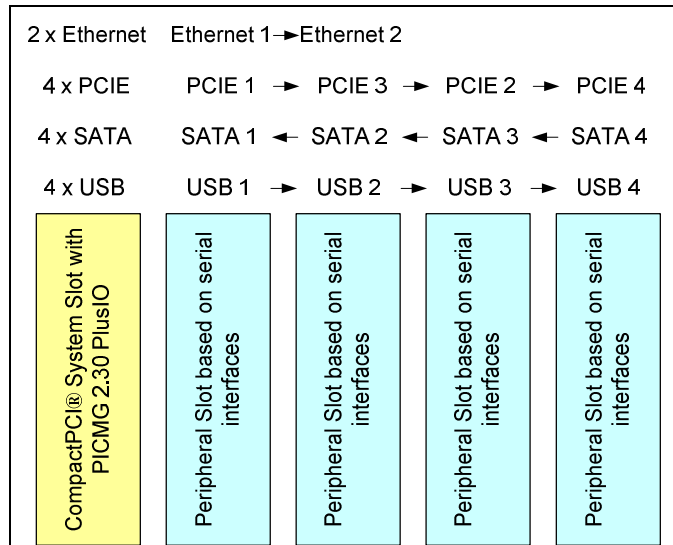 2 x Ethernet Ethernet 1 → Ethernet 2
4 x PCIE PCIE 1 → PCIE 3 → PCIE 2 → PCIE 4
4 x SATA SATA 1 ← SATA 2 ← SATA 3 ← SATA 4
4 x USB USB 1 → USB 2 → USB 3 → USB 4
CompactPCI® System Slot with
PICMG 2.30 PlusIO
Peripheral Slot based on serial
interfaces
Peripheral Slot based on serial
interfaces
Peripheral Slot based on serial
interfaces
Peripheral Slot based on serial
interfaces